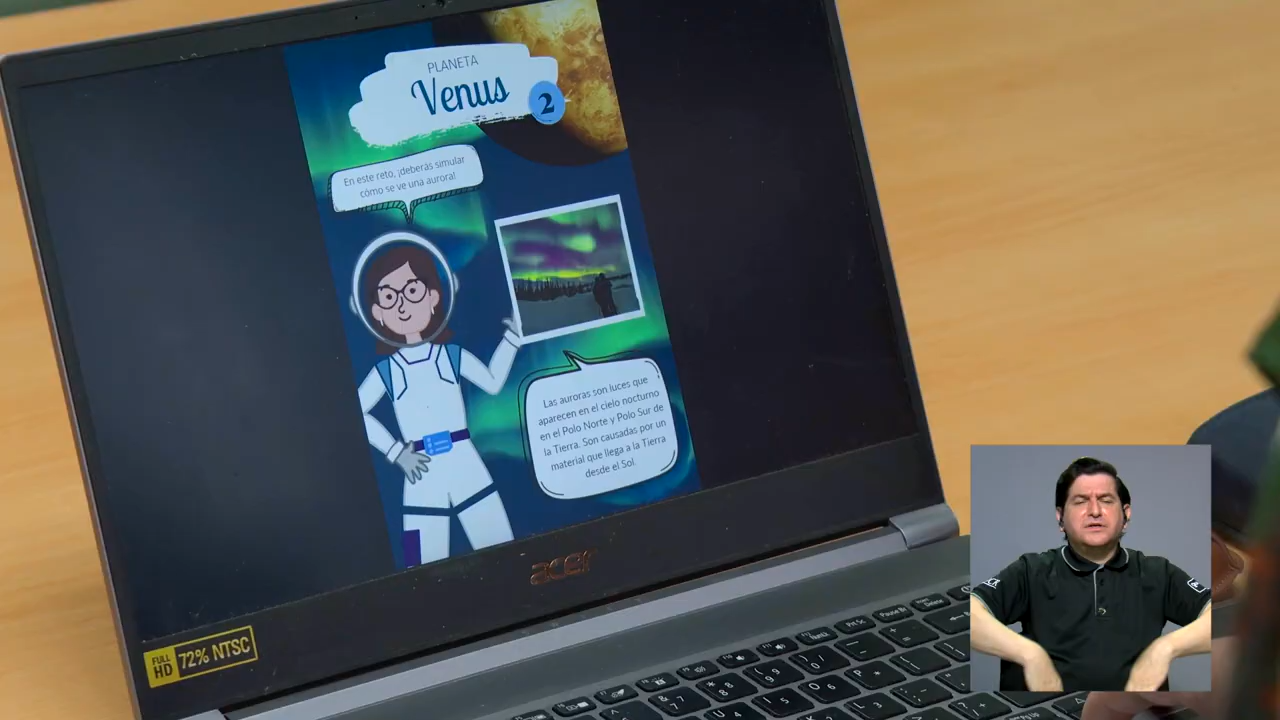 PLANETA
Venus
2
En este reto, ¡deberás simular
cómo se ve una aurora!
Las auroras son luces que
aparecen en el cielo nocturno
en el Polo Norte y Polo Sur de
la Tierra. Son causadas por un
material que llega a la Tierra
desde el Sol.
acer
FULL HD 72% NTSC